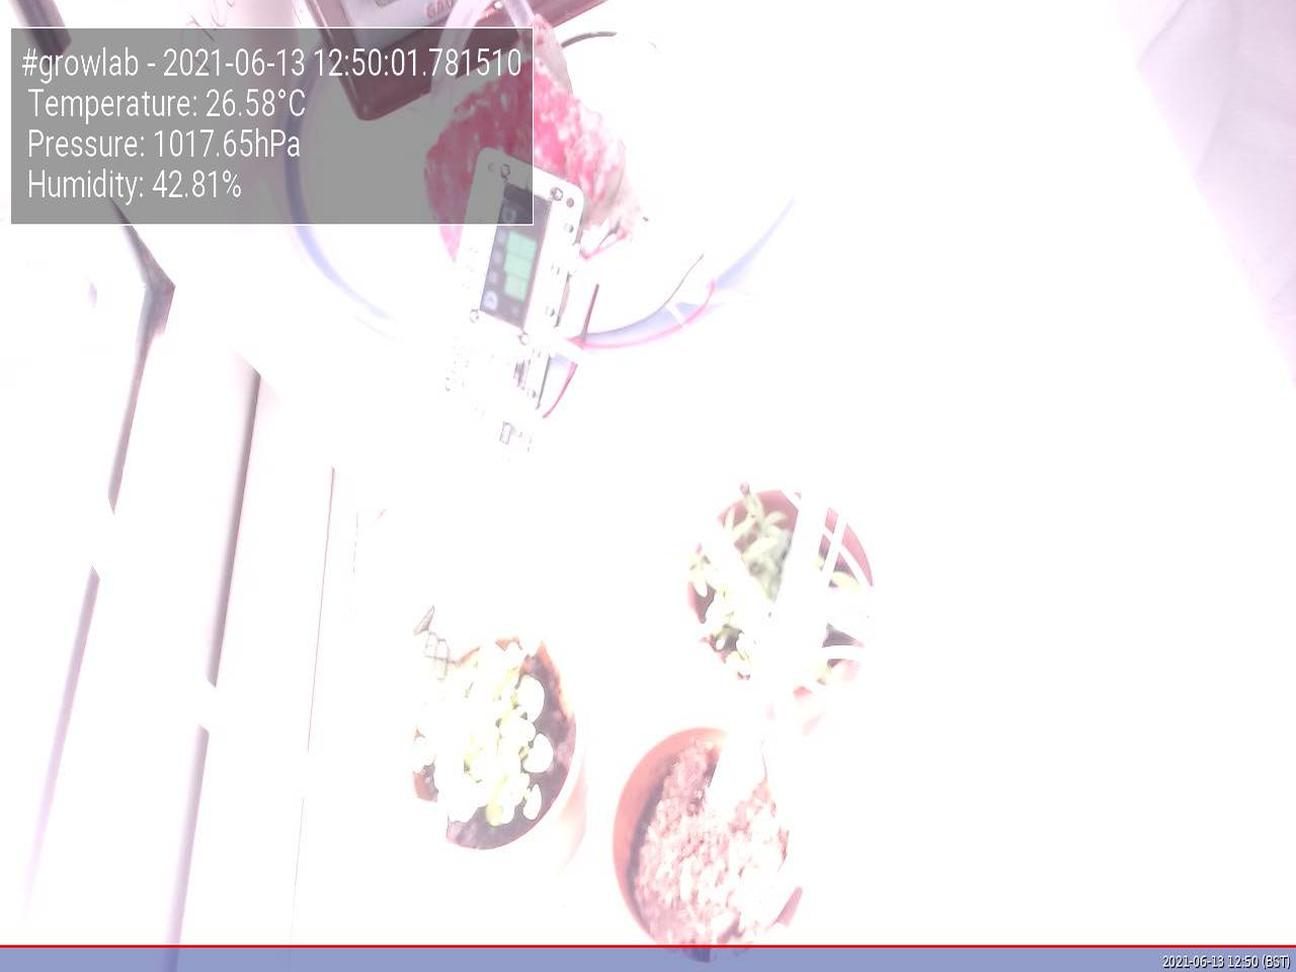 #growlab - 2021-06-13 12:50:01.781510
Temperature: 26.58°C
Pressure: 1017.65hPa
Humidity: 42.81%
2021-06-13 12:50 (BST)